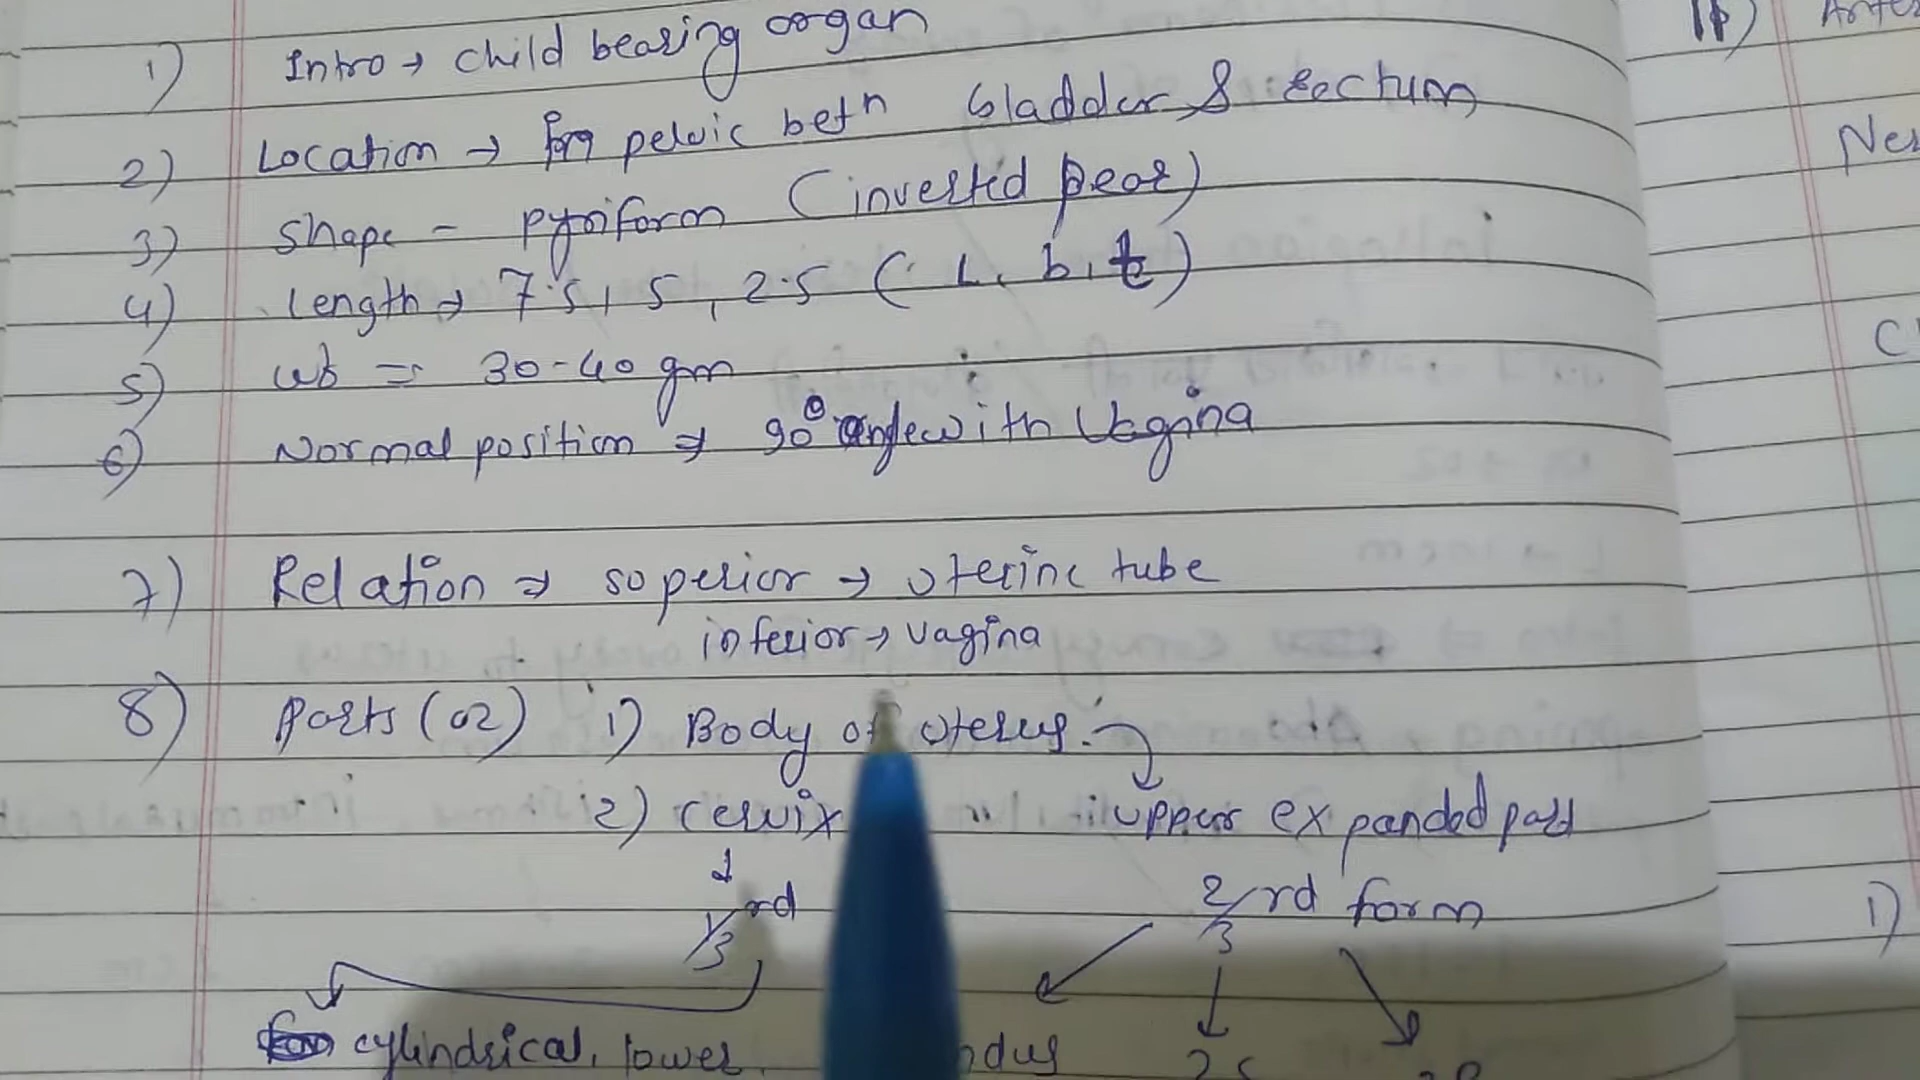 1) Intro → child bearing organ
2) Location → pelvic betⁿ bladder & rectum
3) Shape - pyriform (inverted pear)
4) Length → 7.5, 5, 2.5 (L, b, t)
5) wt = 30-40 gm
6) Normal position → 90° angle with Vagina
7) Relation → superior → uterine tube
inferior → vagina
8) Parts (02) 1) Body of uterus.
2) cervix upper expanded part
1/3rd 2/3rd form
cylindrical, lower
11)
Ner
C
1)